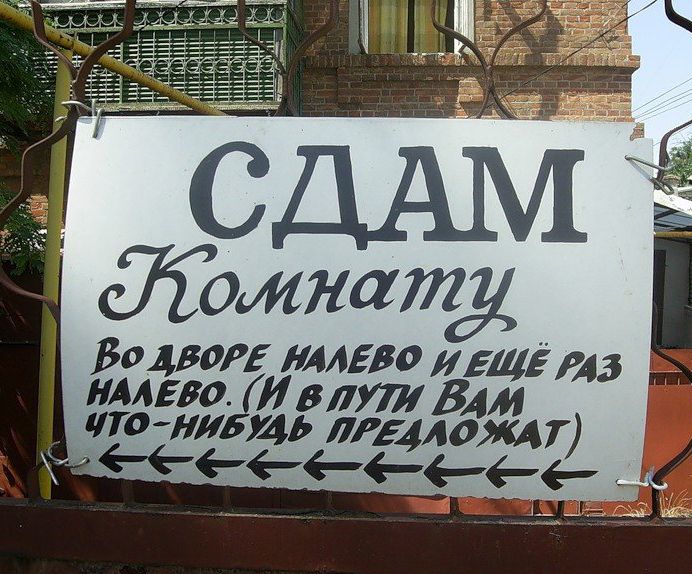 СДАМ
Комнату
ВО ДВОРЕ НАЛЕВО И ЕЩЁ РАЗ
НАЛЕВО. (И В ПУТИ ВАМ
ЧТО-НИБУДЬ ПРЕДЛОЖАТ)
←←←←←←←←←